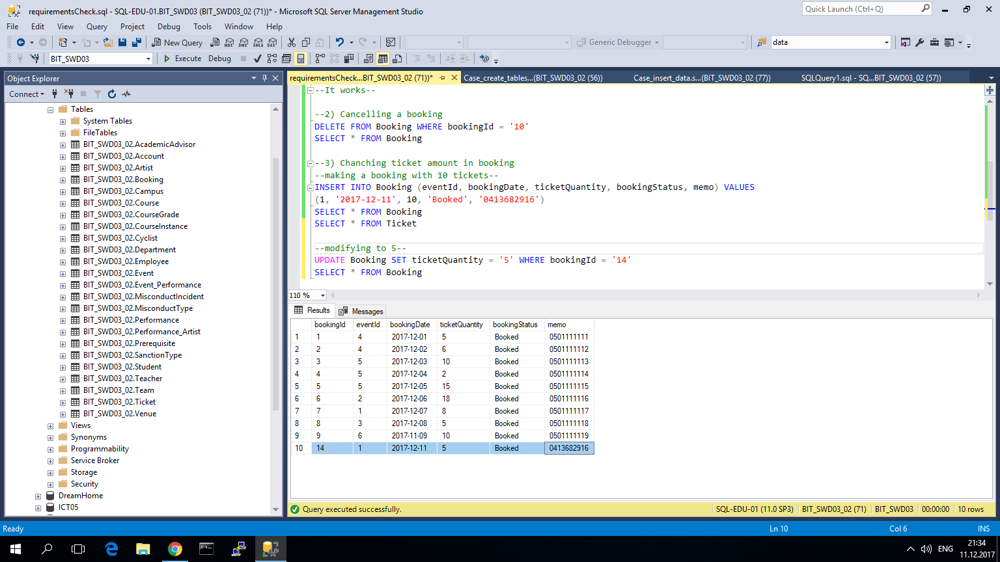 requirementsCheck.sql - SQL-EDU-01.BIT_SWD03 (BIT_SWD03_02 (71))* - Microsoft SQL Server Management Studio
Quick Launch (Ctrl+Q)
File Edit View Query Project Debug Tools Window Help
New Query MDX DMX XMLA DAX Generic Debugger data
BIT_SWD03 Execute Debug
Object Explorer
Connect
Tables
System Tables
FileTables
BIT_SWD03_02.AcademicAdvisor
BIT_SWD03_02.Account
BIT_SWD03_02.Artist
BIT_SWD03_02.Booking
BIT_SWD03_02.Campus
BIT_SWD03_02.Course
BIT_SWD03_02.CourseGrade
BIT_SWD03_02.CourseInstance
BIT_SWD03_02.Cyclist
BIT_SWD03_02.Department
BIT_SWD03_02.Employee
BIT_SWD03_02.Event
BIT_SWD03_02.Event_Performance
BIT_SWD03_02.MisconductIncident
BIT_SWD03_02.MisconductType
BIT_SWD03_02.Performance
BIT_SWD03_02.Performance_Artist
BIT_SWD03_02.Prerequisite
BIT_SWD03_02.SanctionType
BIT_SWD03_02.Student
BIT_SWD03_02.Teacher
BIT_SWD03_02.Team
BIT_SWD03_02.Ticket
BIT_SWD03_02.Venue
Views
Synonyms
Programmability
Service Broker
Storage
Security
DreamHome
ICT05
requirementsCheck...BIT_SWD03_02 (71))* Case_create_tables...(BIT_SWD03_02 (56)) Case_insert_data.s...(BIT_SWD03_02 (77)) SQLQuery1.sql - SQ...BIT_SWD03_02 (57))
--It works--
--2) Cancelling a booking
DELETE FROM Booking WHERE bookingId = '10'
SELECT * FROM Booking
--3) Chanching ticket amount in booking
--making a booking with 10 tickets--
INSERT INTO Booking (eventId, bookingDate, ticketQuantity, bookingStatus, memo) VALUES
(1, '2017-12-11', 10, 'Booked', '0413682916')
SELECT * FROM Booking
SELECT * FROM Ticket
--modifying to 5--
UPDATE Booking SET ticketQuantity = '5' WHERE bookingId = '14'
SELECT * FROM Booking
110 %
Results Messages
bookingId eventId bookingDate ticketQuantity bookingStatus memo
1 1 4 2017-12-01 5 Booked 0501111111
2 2 4 2017-12-02 6 Booked 0501111112
3 3 5 2017-12-03 10 Booked 0501111113
4 4 5 2017-12-04 2 Booked 0501111114
5 5 5 2017-12-05 15 Booked 0501111115
6 6 2 2017-12-06 18 Booked 0501111116
7 7 1 2017-12-07 8 Booked 0501111117
8 8 3 2017-12-08 5 Booked 0501111118
9 9 6 2017-11-09 10 Booked 0501111119
10 14 1 2017-12-11 5 Booked 0413682916
Query executed successfully. SQL-EDU-01 (11.0 SP3) BIT_SWD03_02 (71) BIT_SWD03 00:00:00 10 rows
Ready Ln 10 Col 6 INS
ENG 21:34
11.12.2017